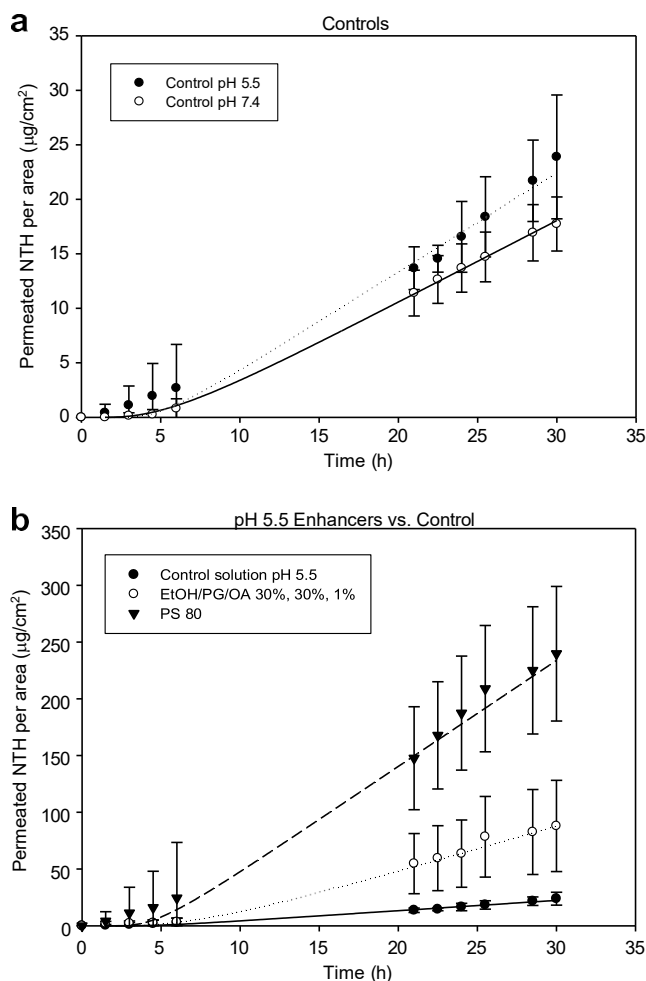 a
Controls
35
30
25
20
15
10
5
0
Permeated NTH per area (μg/cm²)
Control pH 5.5
Control pH 7.4
0 5 10 15 20 25 30 35
Time (h)
b
pH 5.5 Enhancers vs. Control
350
300
250
200
150
100
50
0
Permeated NTH per area (μg/cm²)
Control solution pH 5.5
EtOH/PG/OA 30%, 30%, 1%
PS 80
0 5 10 15 20 25 30 35
Time (h)